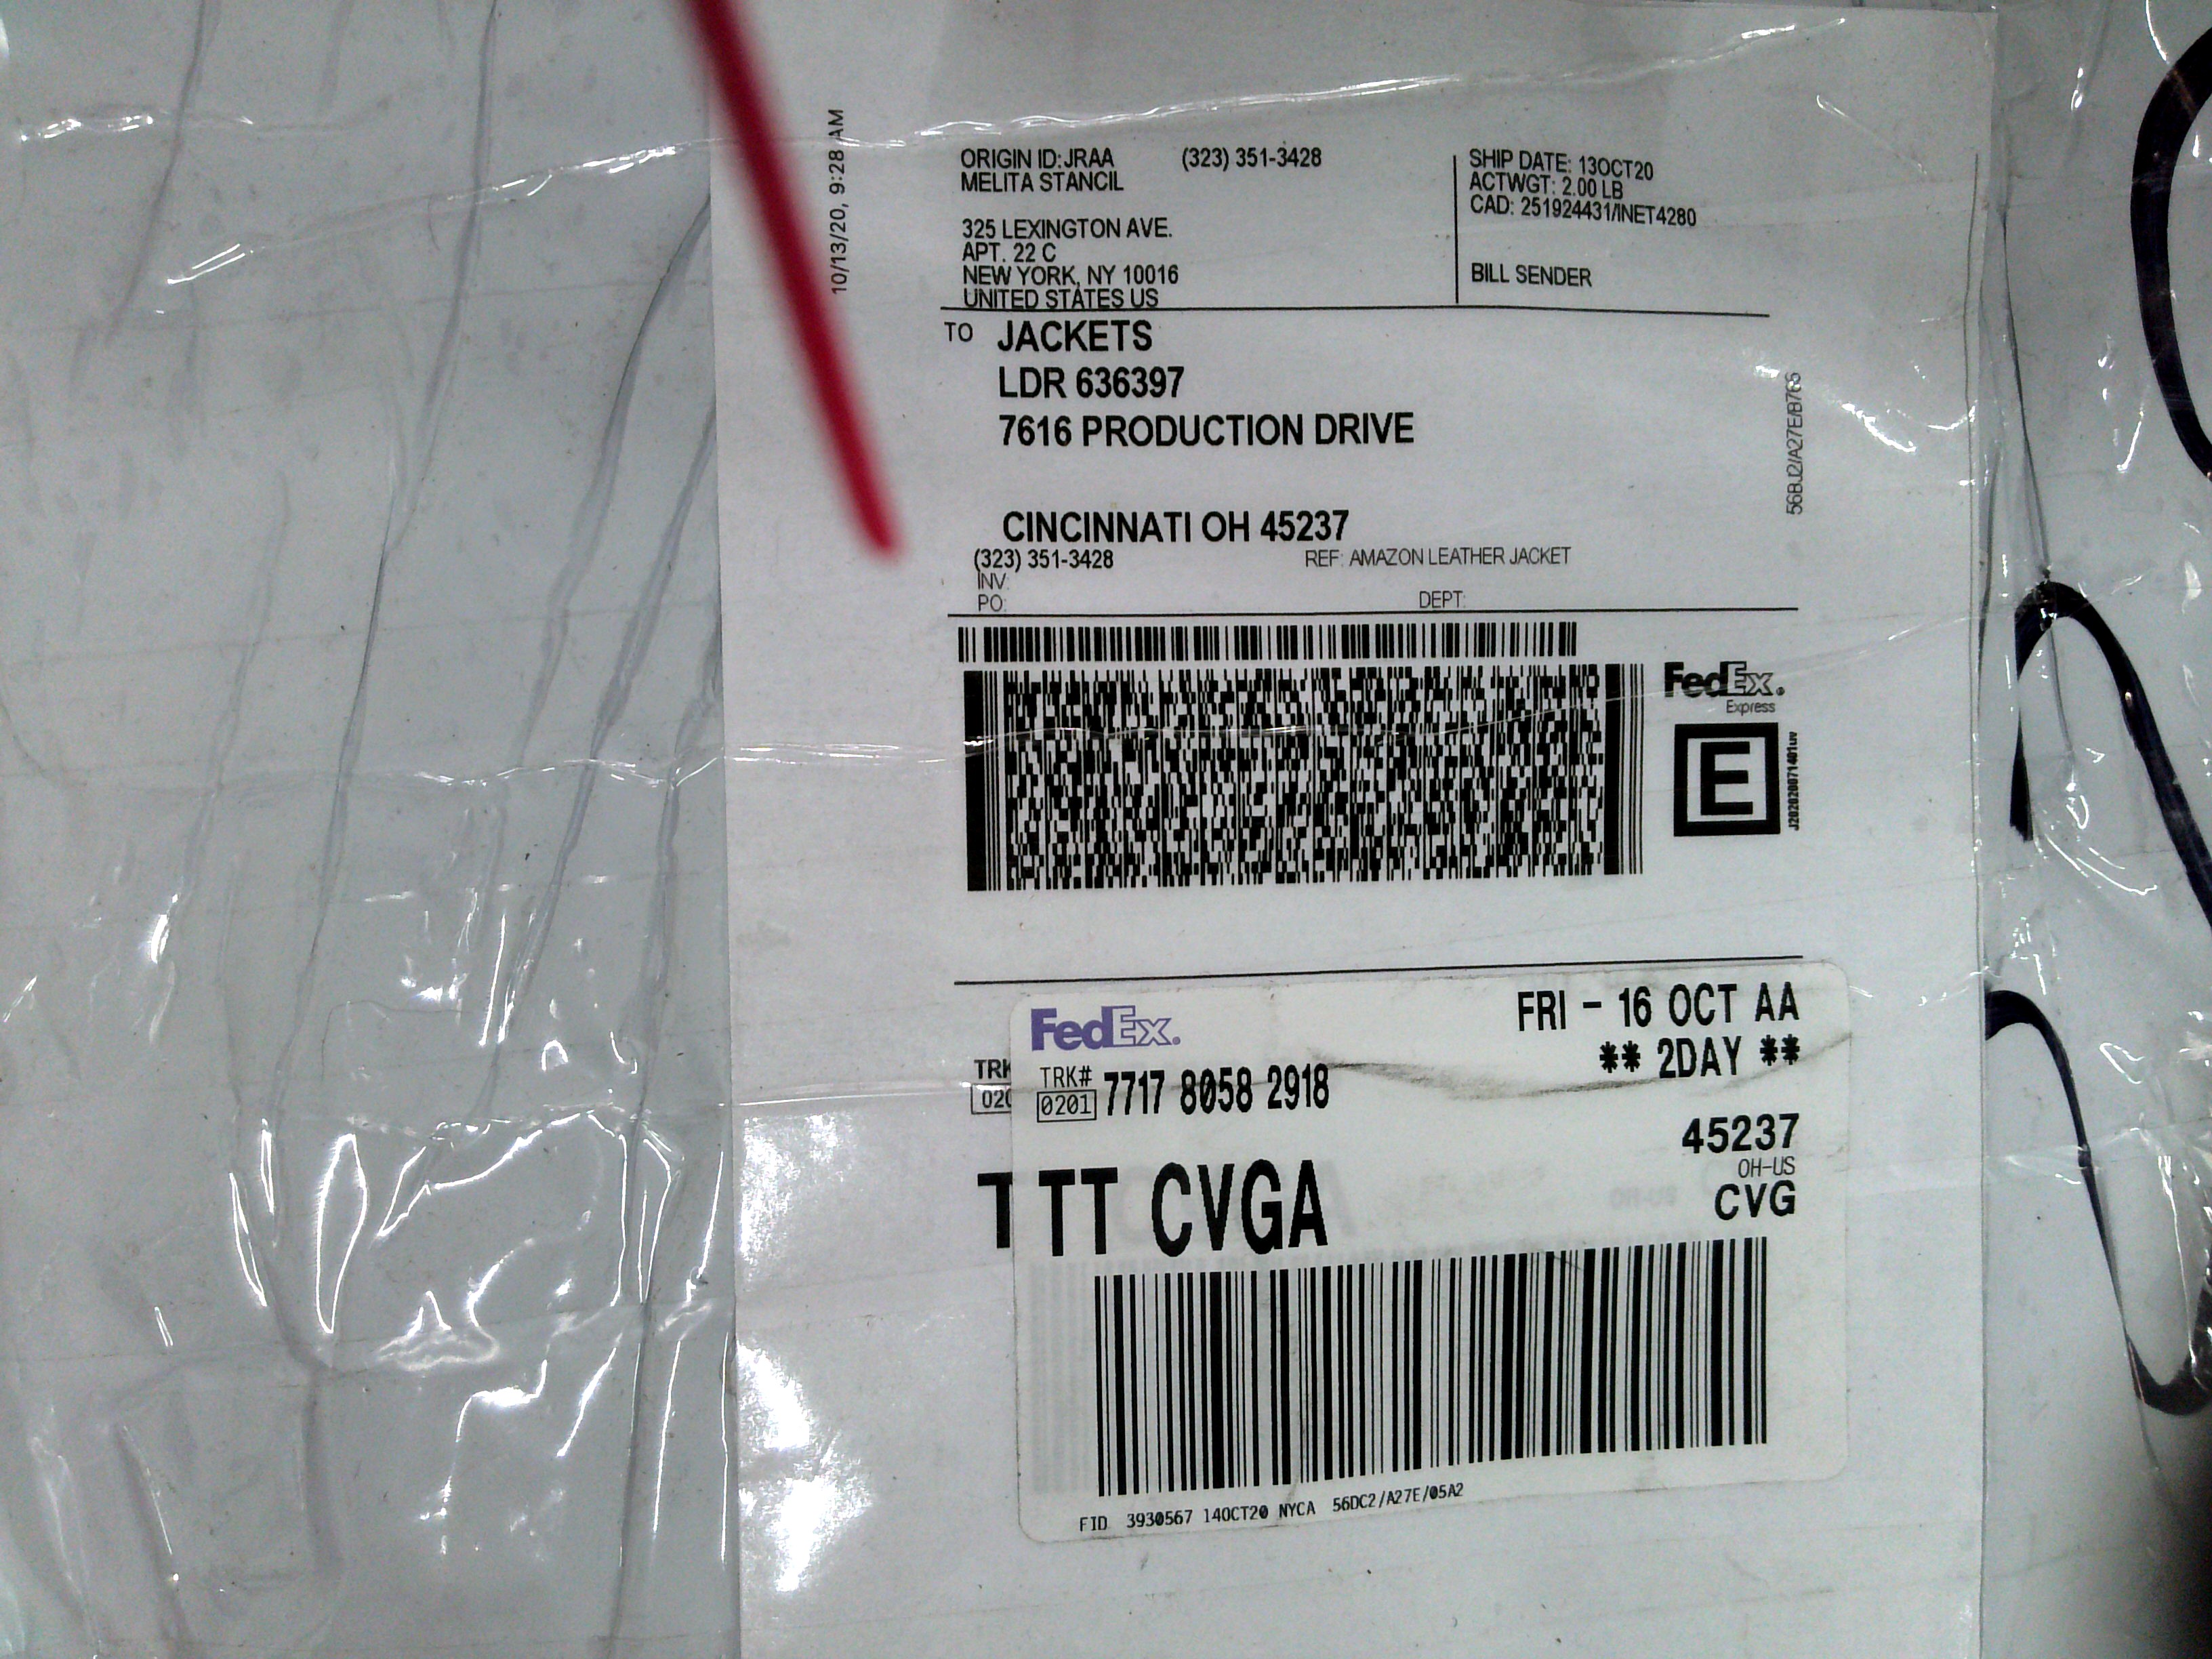 10/13/20, 9:28 AM
ORIGIN ID:JRAA (323) 351-3428
MELITA STANCIL
325 LEXINGTON AVE.
APT. 22 C
NEW YORK, NY 10016
UNITED STATES US
SHIP DATE: 13OCT20
ACTWGT: 2.00 LB
CAD: 251924431/INET4280
BILL SENDER
TO JACKETS
LDR 636397
7616 PRODUCTION DRIVE
CINCINNATI OH 45237
(323) 351-3428 REF: AMAZON LEATHER JACKET
INV:
PO: DEPT:
56BJ2/A27E/B766
FedEx.
Express
E
J202020071401uv
FedEx.
FRI - 16 OCT AA
** 2DAY **
TRK# 7717 8058 2918
0201
45237
OH-US
CVG
TT CVGA
FID 3930567 14OCT20 NYCA 56DC2/A27E/05A2